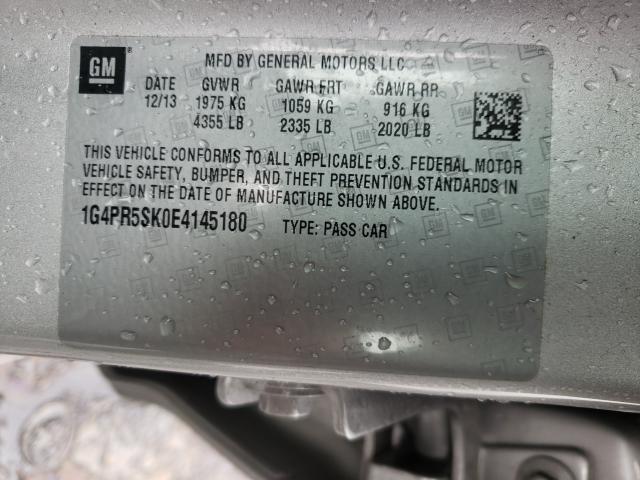 GM
MFD BY GENERAL MOTORS LLC
DATE GVWR GAWR FRT GAWR RR
12/13 1975 KG 1059 KG 916 KG
4355 LB 2335 LB 2020 LB
THIS VEHICLE CONFORMS TO ALL APPLICABLE U.S. FEDERAL MOTOR
VEHICLE SAFETY, BUMPER, AND THEFT PREVENTION STANDARDS IN
EFFECT ON THE DATE OF MANUFACTURE SHOWN ABOVE.
1G4PR5SK0E4145180 TYPE: PASS CAR